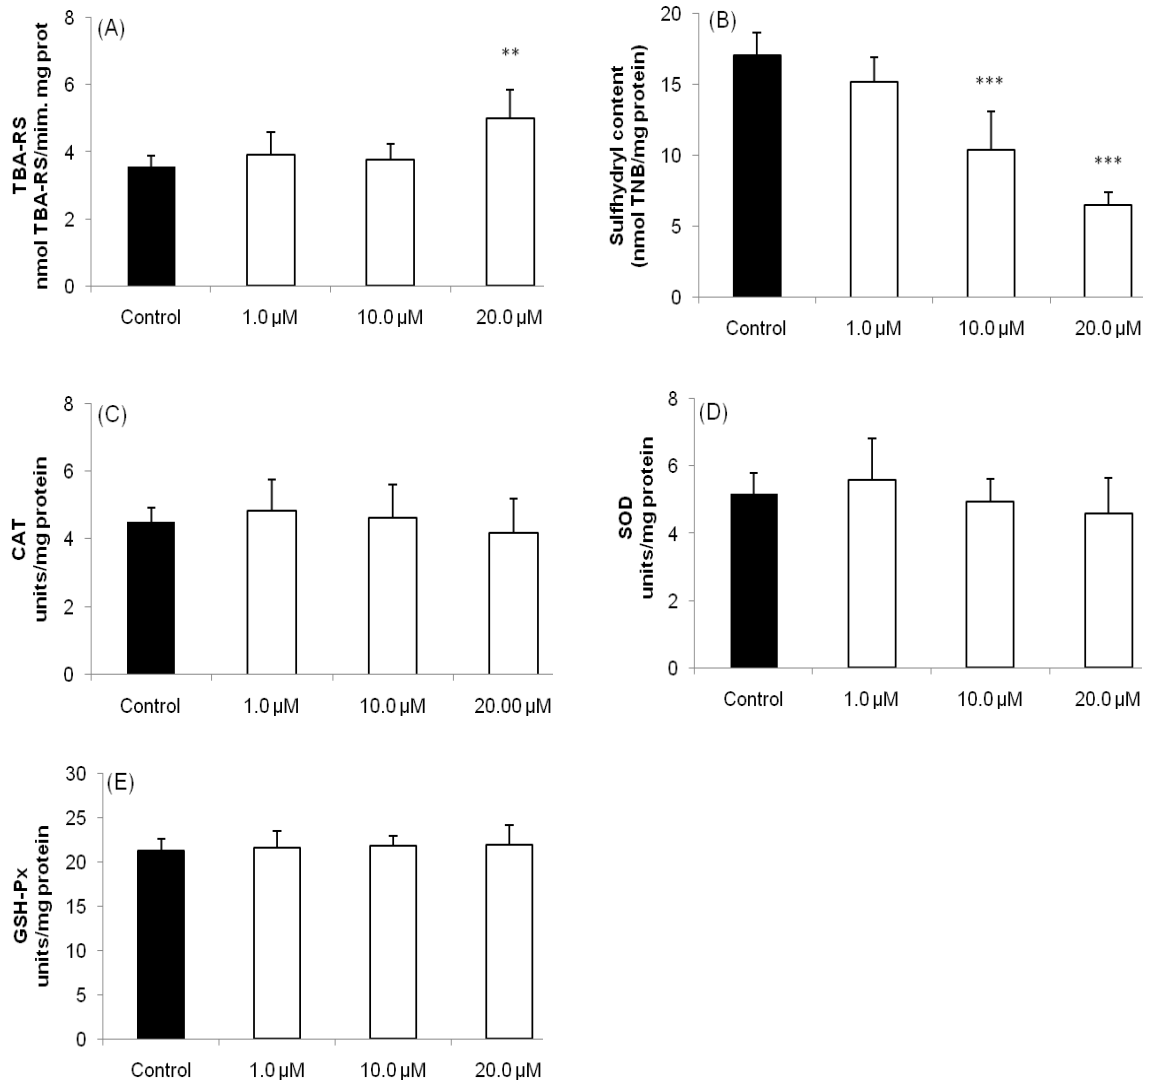 (A)
TBA-RS
nmol TBA-RS/mim. mg prot
8
6
4
2
0
**
Control 1.0 µM 10.0 µM 20.0 µM
(B)
Sulfhydryl content
(nmol TNB/mg protein)
20
15
10
5
0
***
***
Control 1.0 µM 10.0 µM 20.0 µM
(C)
CAT
units/mg protein
8
6
4
2
0
Control 1.0 µM 10.0 µM 20.00 µM
(D)
SOD
units/mg protein
8
6
4
2
0
Control 1.0 µM 10.0 µM 20.0 µM
(E)
GSH-Px
units/mg protein
30
25
20
15
10
5
0
Control 1.0 µM 10.0 µM 20.0 µM